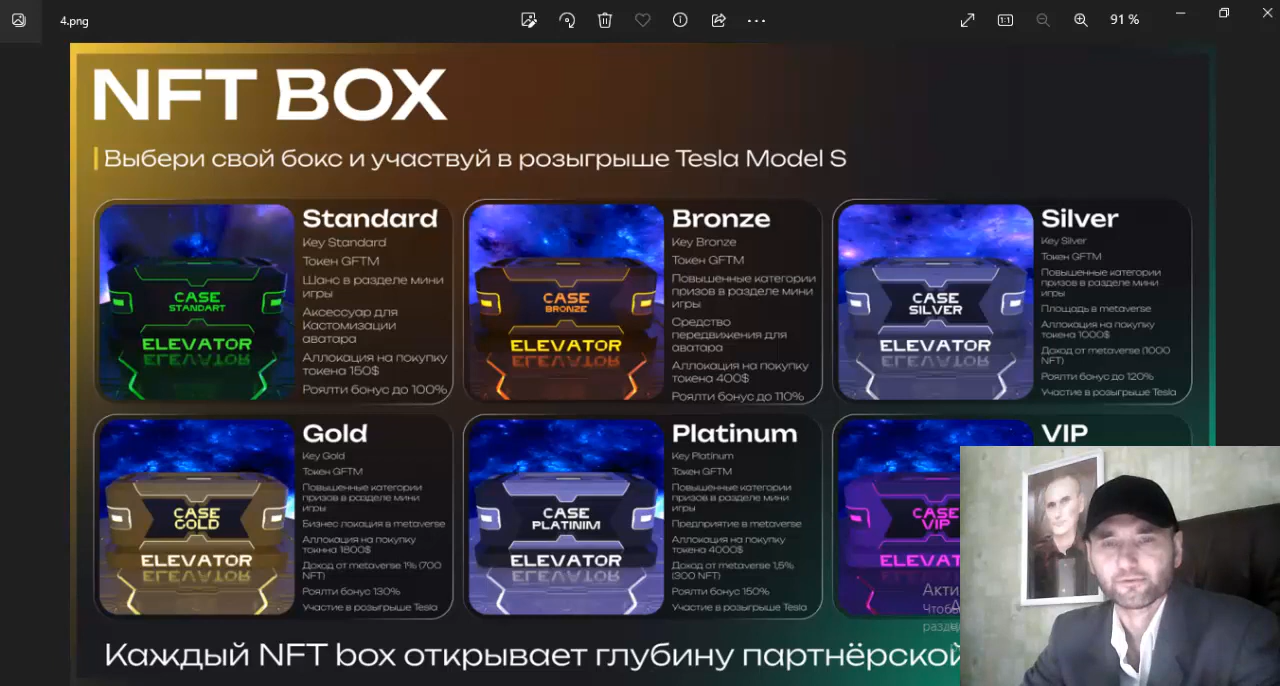 4.png
91 %
NFT BOX
Выбери свой бокс и участвуй в розыгрыше Tesla Model S
CASE
STANDART
ELEVATOR
Standard
Key Standard
Токен GFTM
Шанс в разделе мини
игры
Аксессуар для
Кастомизации
аватара
Аллокация на покупку
токена 150$
Роялти бонус до 100%
CASE
BRONZE
ELEVATOR
Bronze
Key Bronze
Токен GFTM
Повышенные категории
призов в разделе мини
игры
Средство
передвижения для
аватара
Аллокация на покупку
токена 400$
Роялти бонус до 110%
CASE
SILVER
ELEVATOR
Silver
Key Silver
Токен GFTM
Повышенные категории
призов в разделе мини
игры
Площадь в metaverse
Аллокация на покупку
токена 1000$
Доход от metaverse (1000
NFT)
Роялти бонус до 120%
Участие в розыгрыше Tesla
CASE
GOLD
ELEVATOR
Gold
Key Gold
Токен GFTM
Повышенные категории
призов в разделе мини
игры
Бизнес локация в metaverse
Аллокация на покупку
токнна 1800$
Доход от metaverse 1% (700
NFT)
Роялти бонус 130%
Участие в розыгрыше Tesla
CASE
PLATINIM
ELEVATOR
Platinum
Key Platinum
Токен GFTM
Повышенные категории
призов в разделе мини
игры
Предприятие в metaverse
Аллокация на покупку
токена 4000$
Доход от metaverse 1,5%
(300 NFT)
Роялти бонус 150%
Участие в розыгрыше Tesla
CASE
VIP
ELEVAT
VIP
Акти
Чтобы
раздел
Каждый NFT box открывает глубину партнёрской